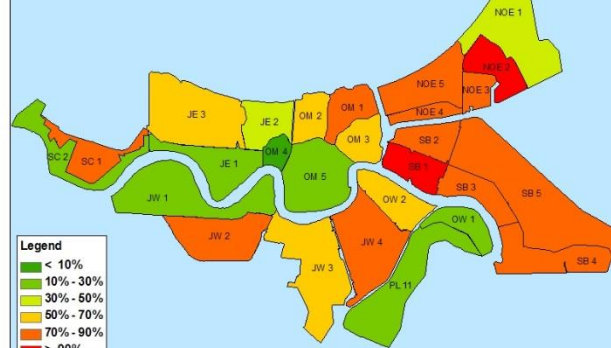 NOE 1
NOE 2
NOE 5
NOE 3
NOE 4
JE 3
JE 2
OM 2
OM 1
OM 3
OM 4
SB 2
SC 2
SC 1
JE 1
OM 5
SB 1
SB 3
SB 5
JW 1
OW 2
OW 1
JW 2
JW 4
JW 3
SB 4
PL 11
Legend
< 10%
10% - 30%
30% - 50%
50% - 70%
70% - 90%
> 90%